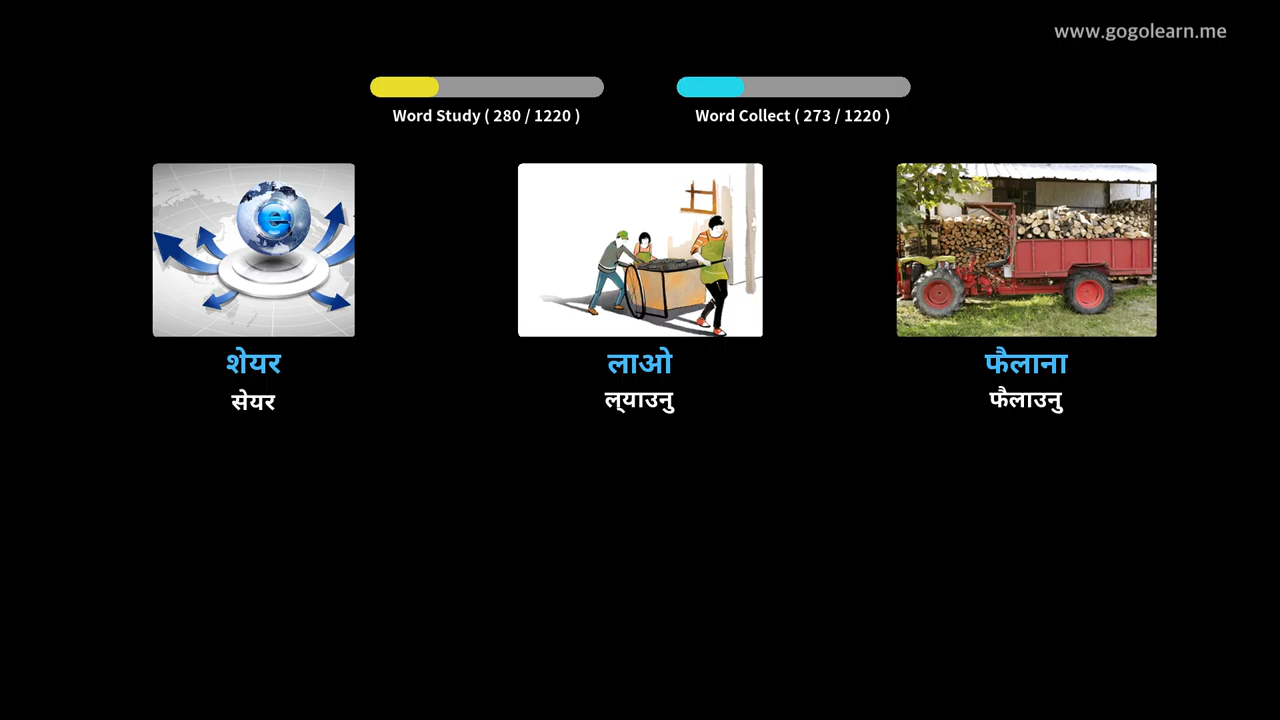 www.gogolearn.me
Word Study ( 280 / 1220 )
Word Collect ( 273 / 1220 )
e
शेयर
लाओ
फैलाना
सेयर
ल्याउनु
फैलाउनु